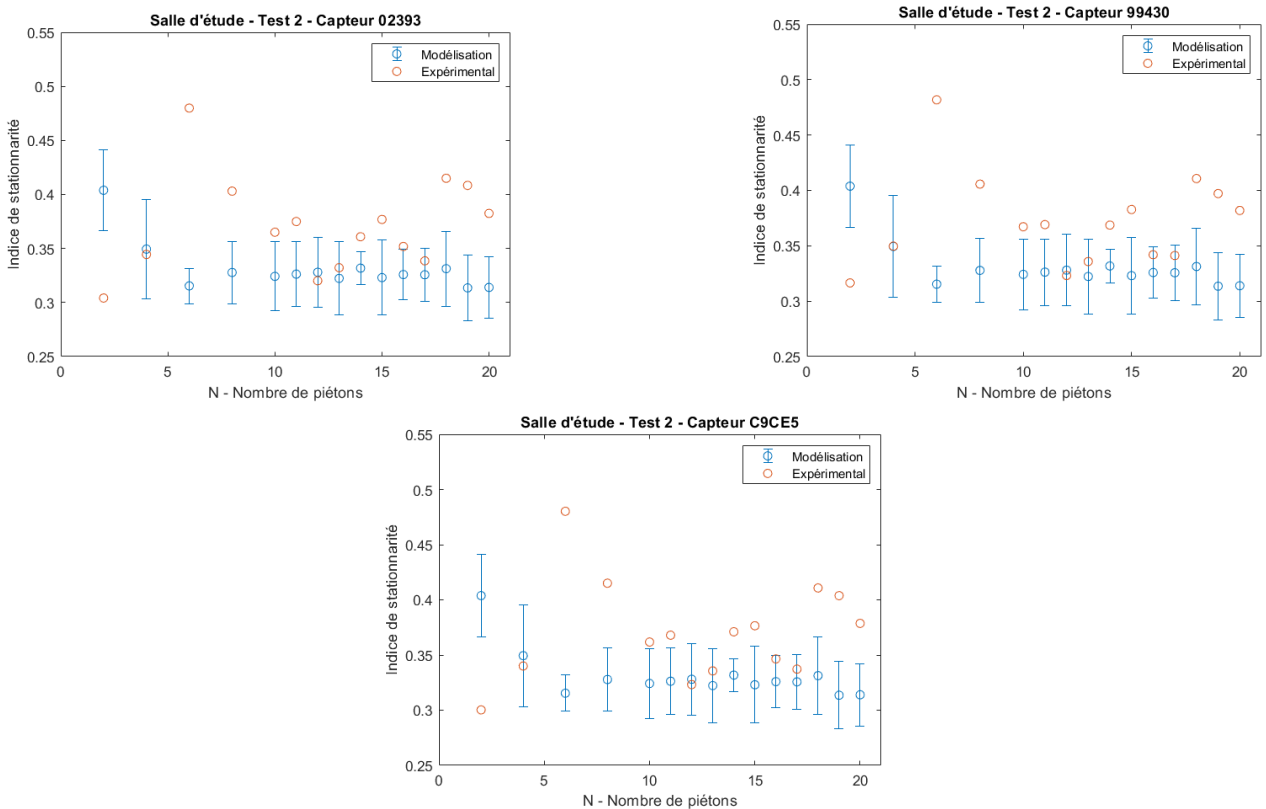 Salle d'étude - Test 2 - Capteur 02393
0.55
0.5
0.45
0.4
0.35
0.3
0.25
0 5 10 15 20
Indice de stationnarité
N - Nombre de piétons
Modélisation
Expérimental
Salle d'étude - Test 2 - Capteur 99430
0.55
0.5
0.45
0.4
0.35
0.3
0.25
0 5 10 15 20
Indice de stationnarité
N - Nombre de piétons
Modélisation
Expérimental
Salle d'étude - Test 2 - Capteur C9CE5
0.55
0.5
0.45
0.4
0.35
0.3
0.25
0 5 10 15 20
Indice de stationnarité
N - Nombre de piétons
Modélisation
Expérimental